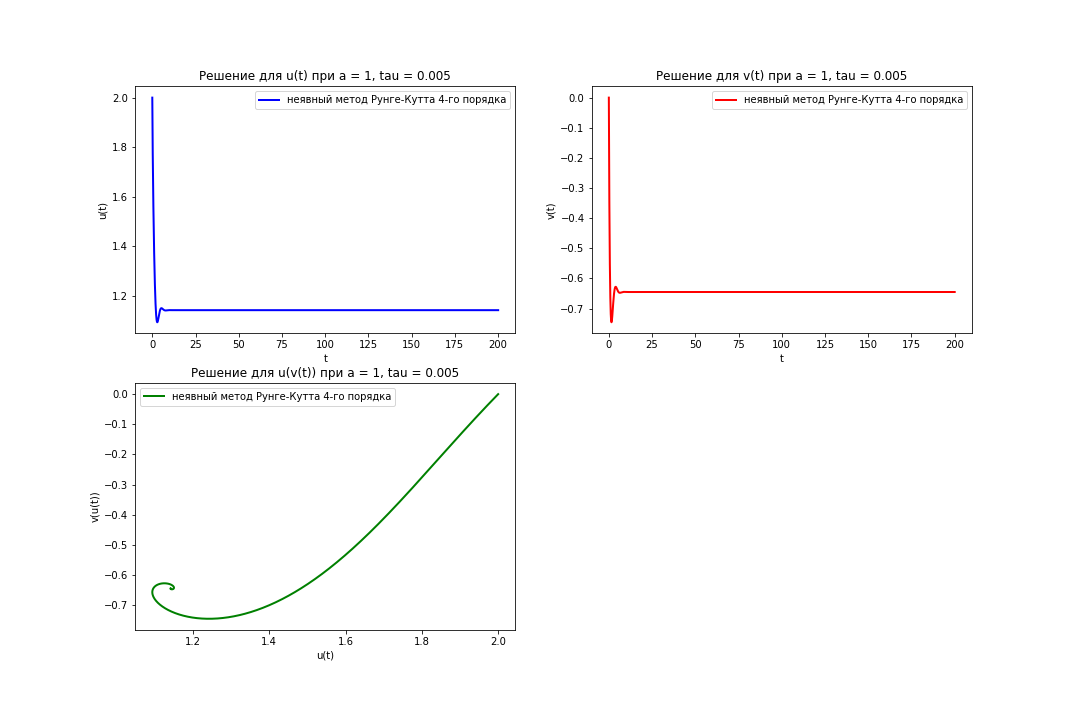 Решение для u(t) при a = 1, tau = 0.005
неявный метод Рунге-Кутта 4-го порядка
2.0
1.8
1.6
1.4
1.2
u(t)
0 25 50 75 100 125 150 175 200
t
Решение для v(t) при a = 1, tau = 0.005
неявный метод Рунге-Кутта 4-го порядка
0.0
−0.1
−0.2
−0.3
−0.4
−0.5
−0.6
−0.7
v(t)
0 25 50 75 100 125 150 175 200
t
Решение для u(v(t)) при a = 1, tau = 0.005
неявный метод Рунге-Кутта 4-го порядка
0.0
−0.1
−0.2
−0.3
−0.4
−0.5
−0.6
−0.7
v(u(t))
1.2 1.4 1.6 1.8 2.0
u(t)